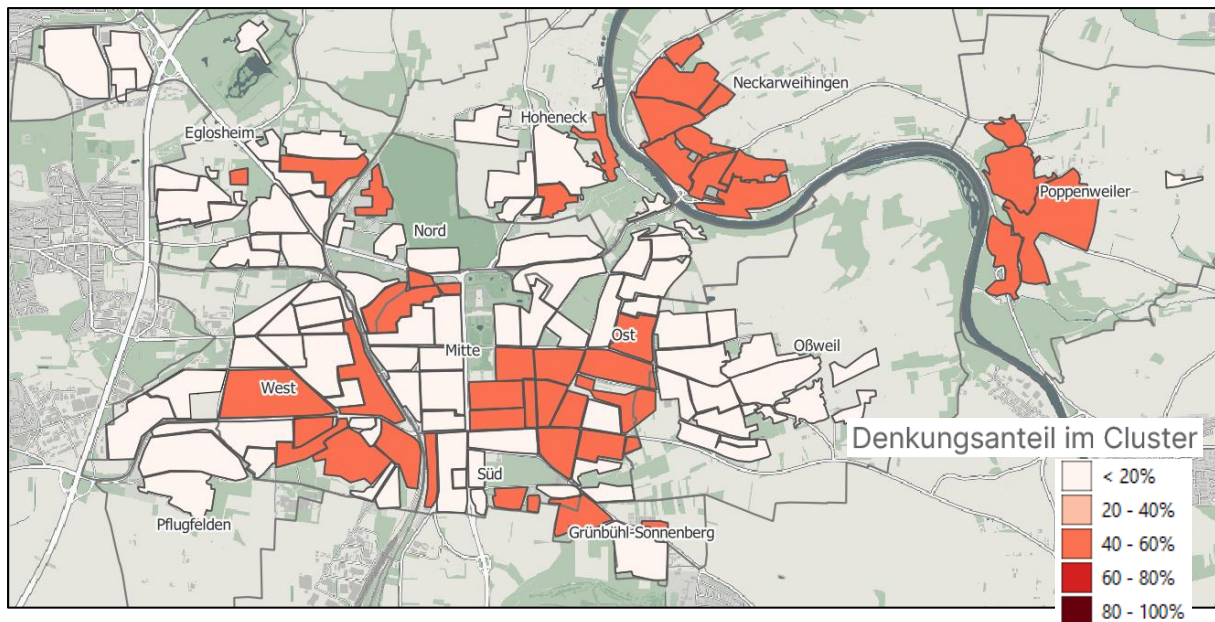 Neckarweihingen
Hoheneck
Eglosheim
Poppenweiler
Nord
Ost
Mitte
Oßweil
West
Süd
Pflugfelden
Grünbühl-Sonnenberg
Denkungsanteil im Cluster
< 20%
20 - 40%
40 - 60%
60 - 80%
80 - 100%